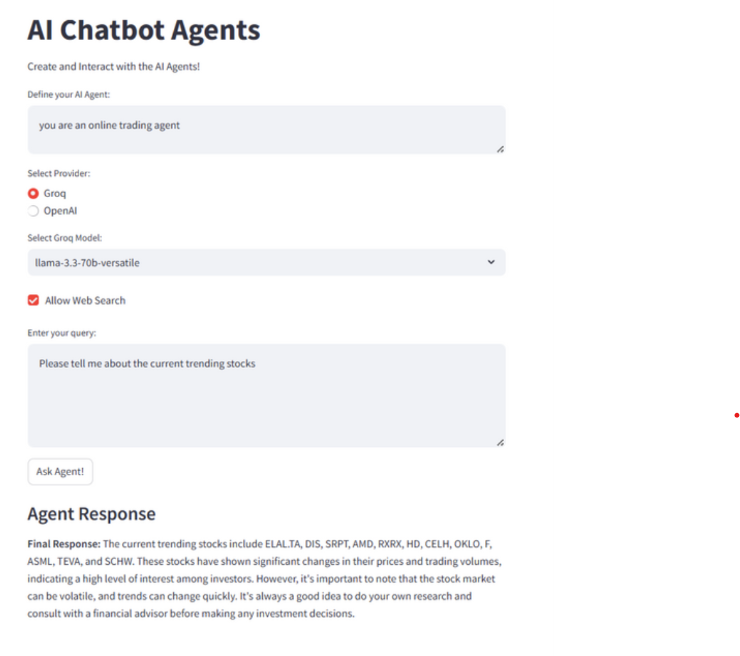 AI Chatbot Agents
Create and Interact with the AI Agents!
Define your AI Agent:
you are an online trading agent
Select Provider:
Groq
OpenAI
Select Groq Model:
llama-3.3-70b-versatile
Allow Web Search
Enter your query:
Please tell me about the current trending stocks
Ask Agent!
Agent Response
Final Response: The current trending stocks include ELAL.TA, DIS, SRPT, AMD, RXRX, HD, CELH, OKLO, F,
ASML, TEVA, and SCHW. These stocks have shown significant changes in their prices and trading volumes,
indicating a high level of interest among investors. However, it's important to note that the stock market
can be volatile, and trends can change quickly. It's always a good idea to do your own research and
consult with a financial advisor before making any investment decisions.